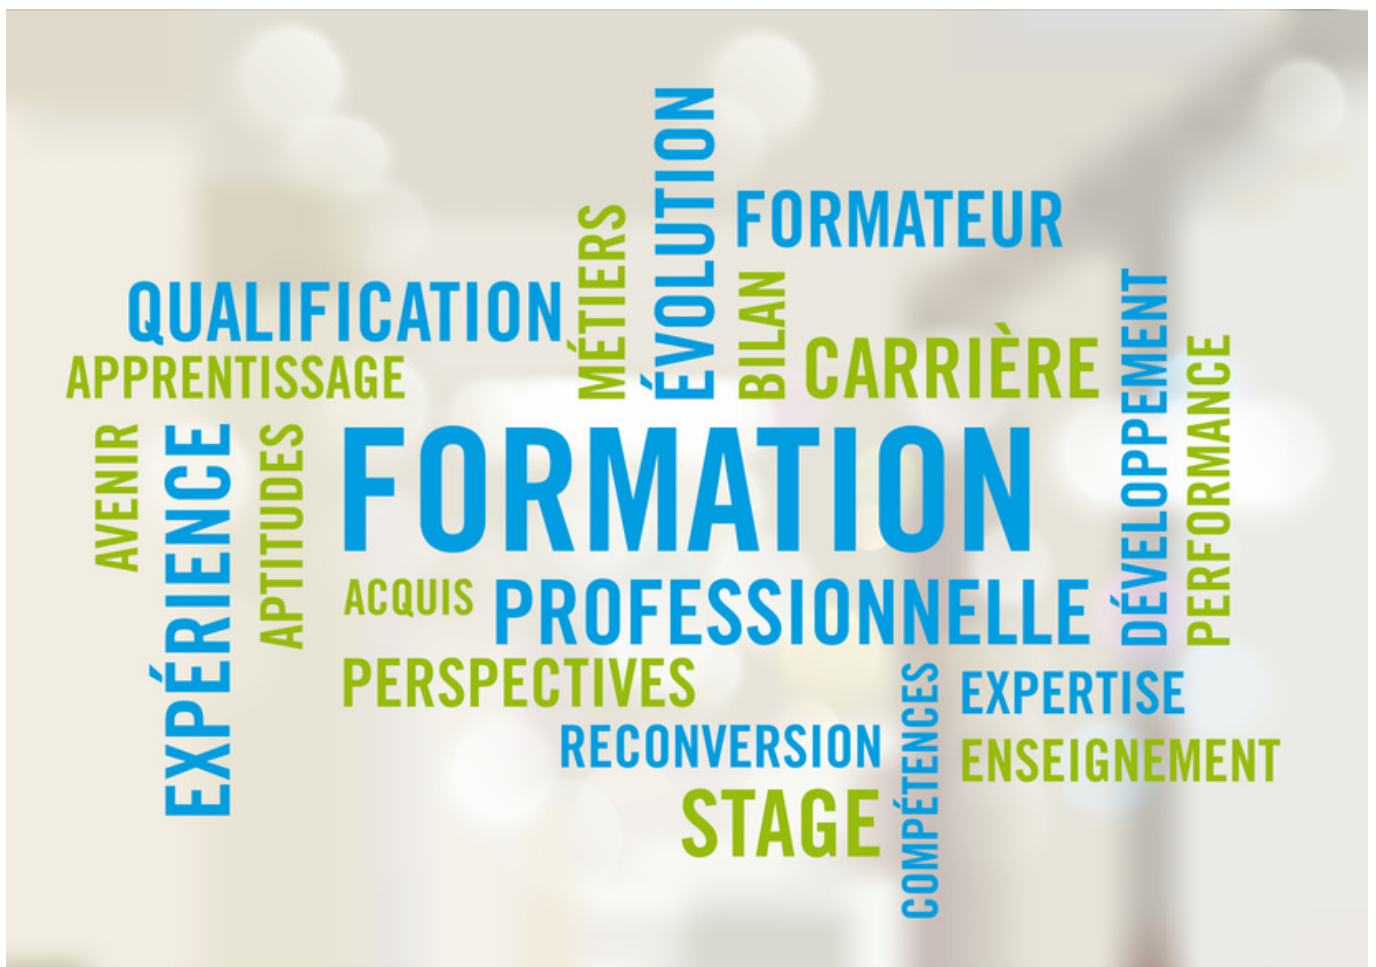 ÉVOLUTION
FORMATEUR
MÉTIERS
QUALIFICATION
BILAN
CARRIÈRE
DÉVELOPPEMENT
PERFORMANCE
APPRENTISSAGE
AVENIR
EXPÉRIENCE
APTITUDES
FORMATION
ACQUIS
PROFESSIONNELLE
PERSPECTIVES
COMPÉTENCES
EXPERTISE
RECONVERSION
ENSEIGNEMENT
STAGE